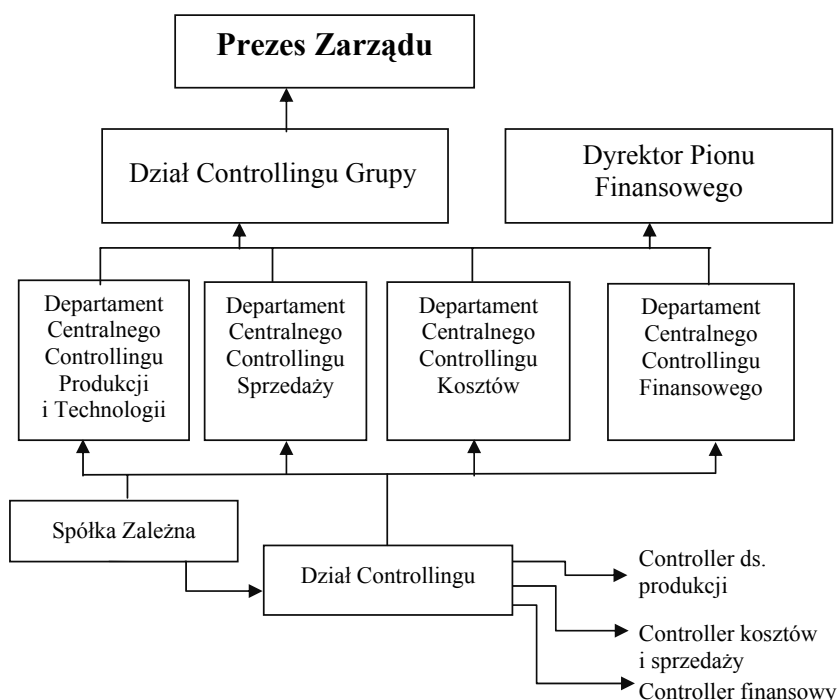 Prezes Zarządu
Dział Controllingu Grupy
Dyrektor Pionu
Finansowego
Departament
Centralnego
Controllingu
Produkcji
i Technologii
Departament
Centralnego
Controllingu
Sprzedaży
Departament
Centralnego
Controllingu
Kosztów
Departament
Centralnego
Controllingu
Finansowego
Spółka Zależna
Dział Controllingu
Controller ds.
produkcji
Controller kosztów
i sprzedaży
Controller finansowy